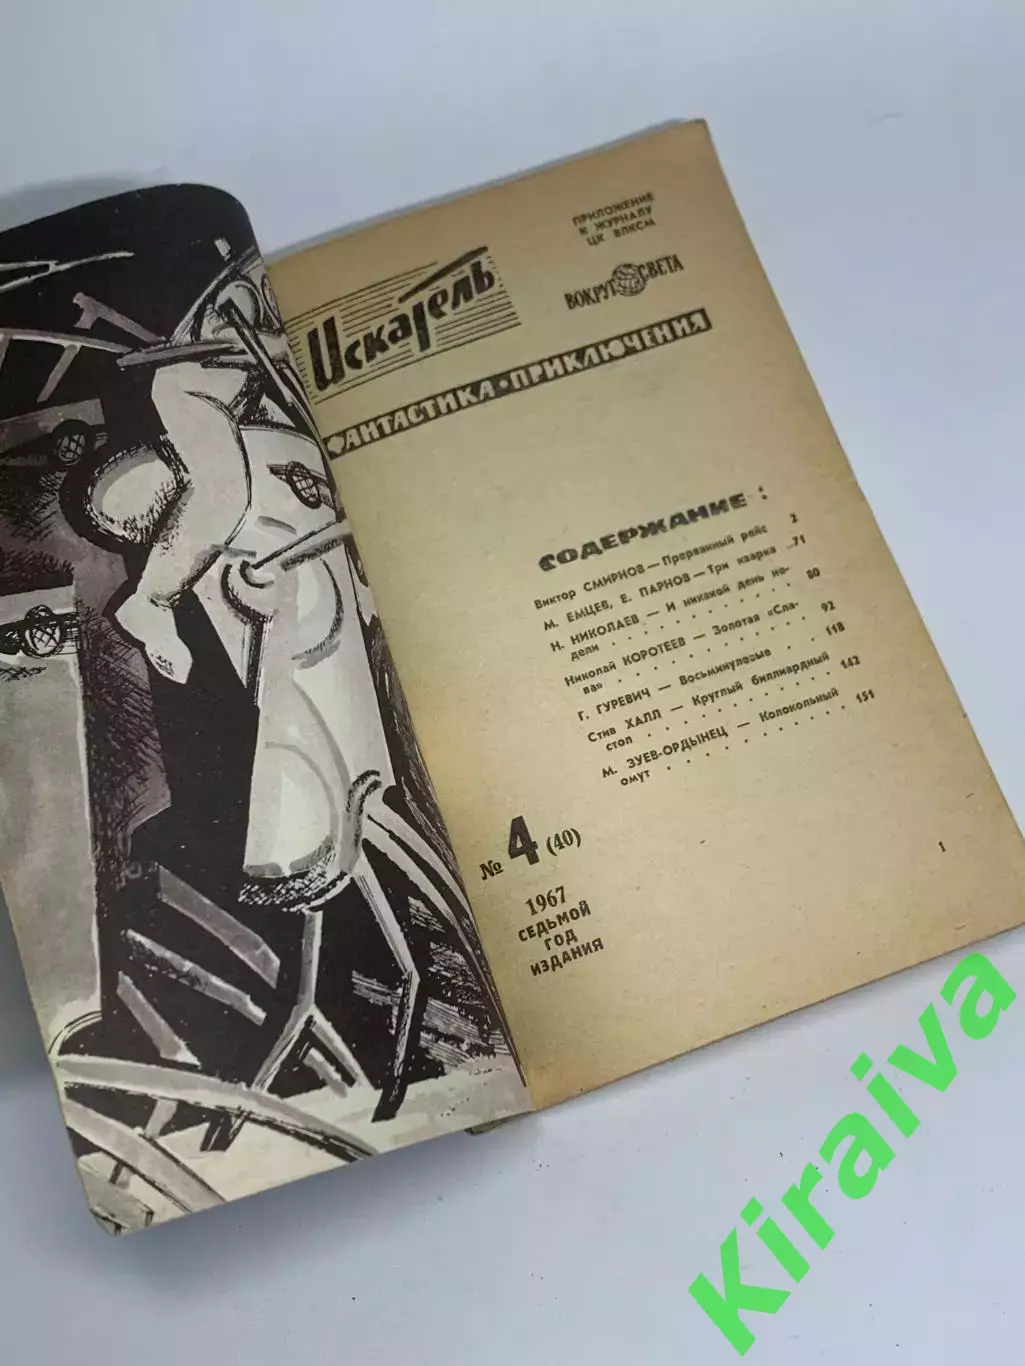 ПРИЛОЖЕНИЕ
К ЖУРНАЛУ
ЦК ВЛКСМ
ВОКРУГ СВЕТА
Искатель
ФАНТАСТИКА • ПРИКЛЮЧЕНИЯ
СОДЕРЖАНИЕ:
Виктор СМИРНОВ — Прерванный рейс 2
М. ЕМЦЕВ, Е. ПАРНОВ — Три кварка .. 71
Н. НИКОЛАЕВ — И никакой день не-
дели . . . . . . . . 80
Николай КОРОТЕЕВ — Золотая «Сла-
ва» . . . . . . . . 92
Г. ГУРЕВИЧ — Восьминулевые . 118
Стив ХАЛЛ — Круглый биллиардный
стол . . . . . . . . 142
М. ЗУЕВ-ОРДЫНЕЦ — Колокольный
омут . . . . . . . . 151
№ 4 (40)
1967
СЕДЬМОЙ
ГОД
ИЗДАНИЯ
1
Kiraiva